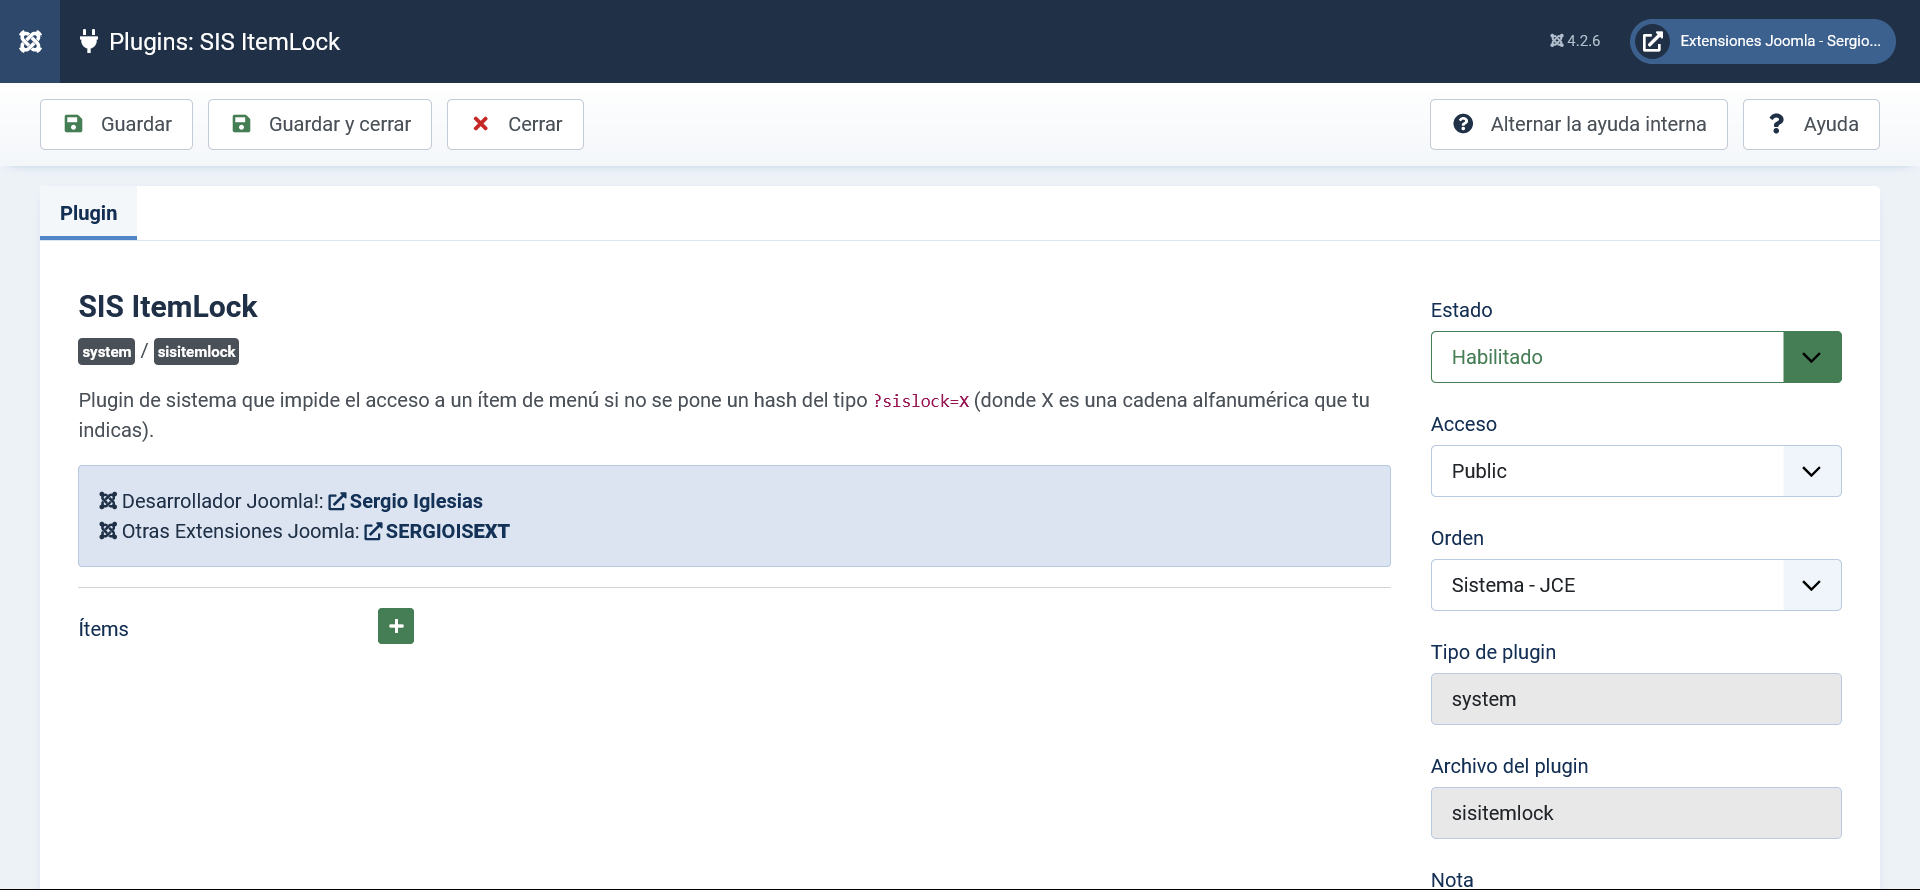 Plugins: SIS ItemLock
4.2.6
Extensiones Joomla - Sergio...
Guardar
Guardar y cerrar
Cerrar
Alternar la ayuda interna
Ayuda
Plugin
SIS ItemLock
system / sisitemlock
Plugin de sistema que impide el acceso a un ítem de menú si no se pone un hash del tipo ?sislock=X (donde X es una cadena alfanumérica que tu
indicas).
Desarrollador Joomla!: Sergio Iglesias
Otras Extensiones Joomla: SERGIOISEXT
Ítems
Estado
Habilitado
Acceso
Public
Orden
Sistema - JCE
Tipo de plugin
system
Archivo del plugin
sisitemlock
Nota